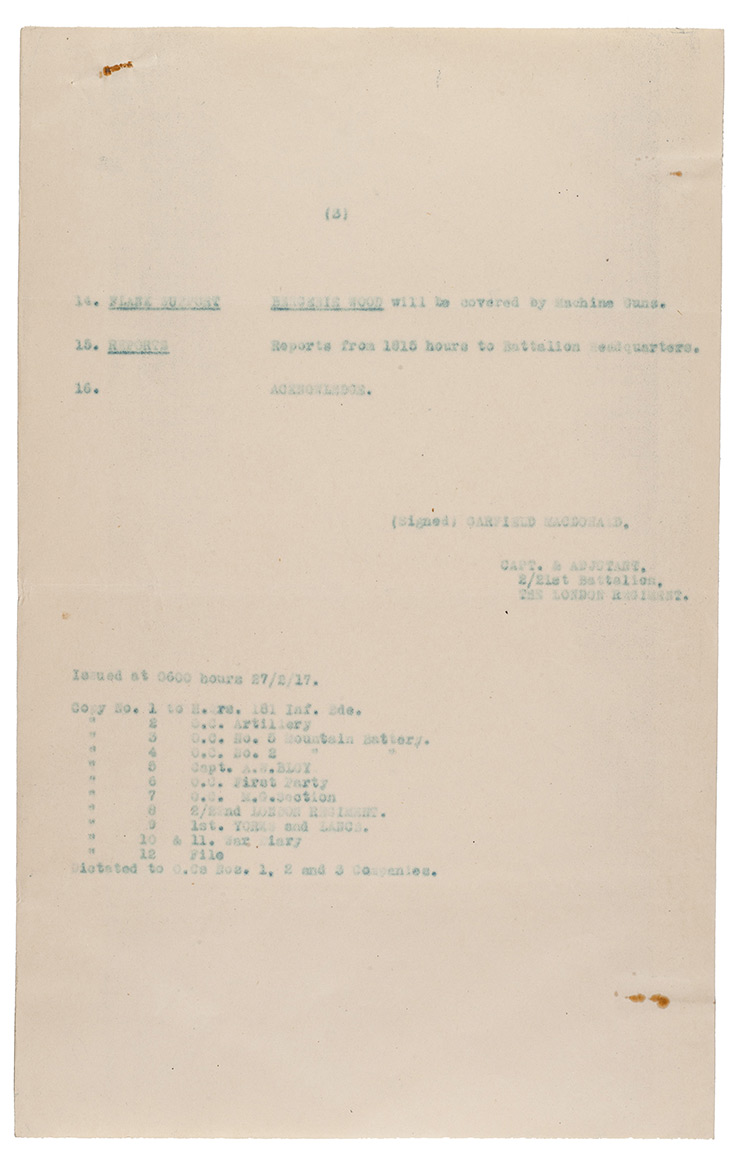 (3)
14. FLANK SUPPORT BERGERIE WOOD will be covered by Machine Guns.
15. REPORTS Reports from 1815 hours to Battalion Headquarters.
16. ACKNOWLEDGE.
(Signed) GARFIELD MACDONALD,
CAPT. & ADJUTANT,
2/21st Battalion,
THE LONDON REGIMENT.
Issued at 0600 hours 27/2/17.
Copy No. 1 to H.Qrs. 181 Inf. Bde.
" 2 O.C. Artillery
" 3 O.C. No. 5 Mountain Battery.
" 4 O.C. No. 2 " "
" 5 Capt. A.W.BLOY
" 6 O.C. First Party
" 7 O.C. M.G.Section
" 8 2/22nd LONDON REGIMENT.
" 9 1st. YORKS and LANCS.
" 10 & 11. War Diary
" 12 File
Dictated to O.Cs Nos. 1, 2 and 3 Companies.